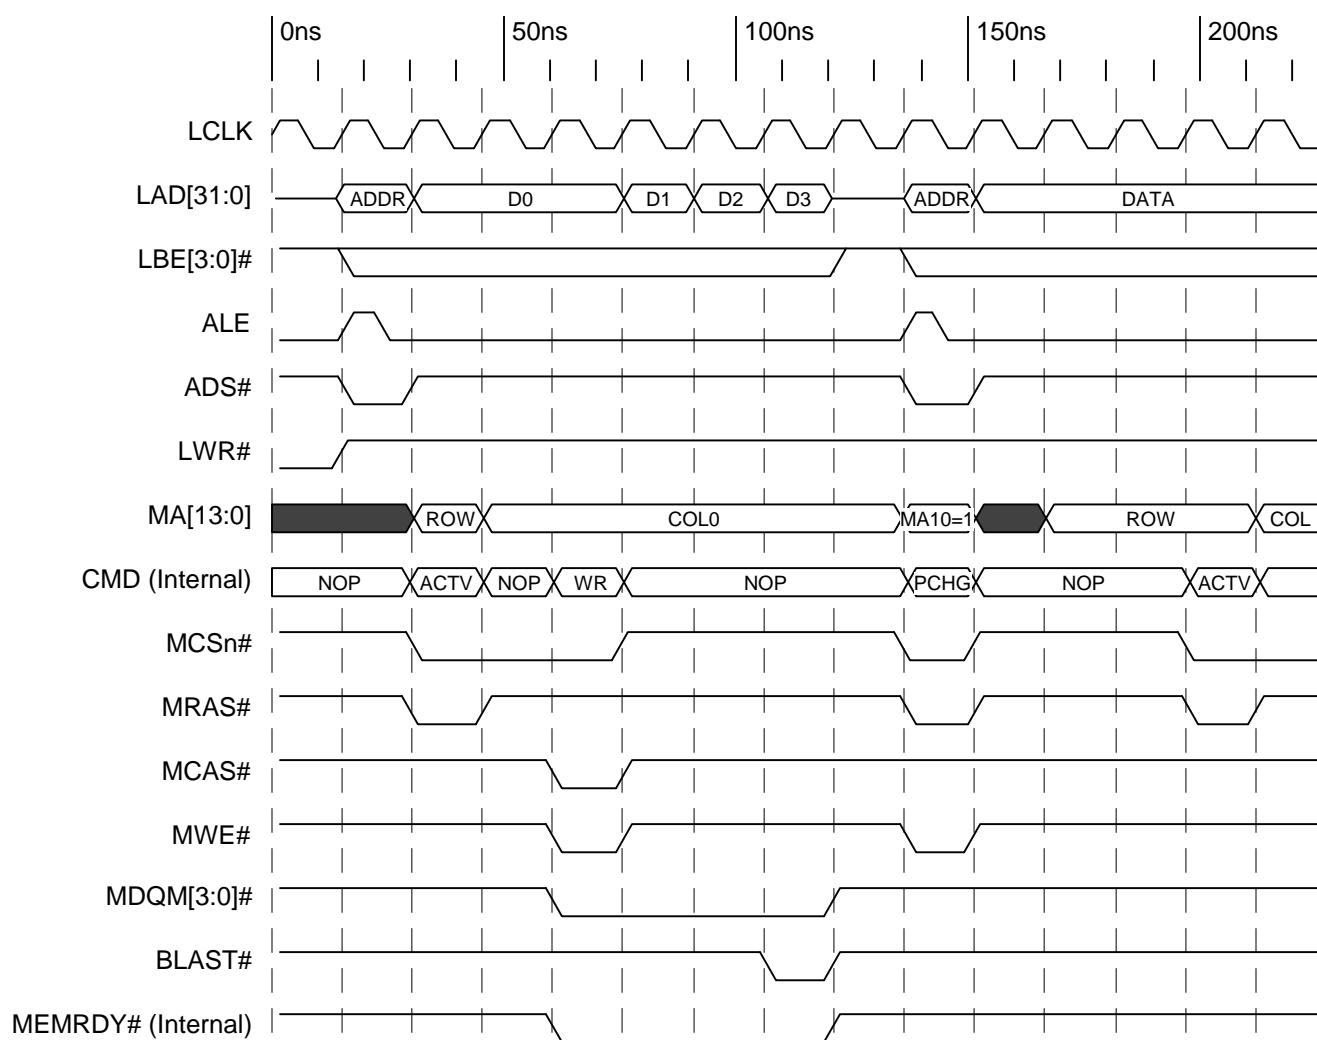 0ns 50ns 100ns 150ns 200ns
LCLK
LAD[31:0] ADDR D0 D1 D2 D3 ADDR DATA
LBE[3:0]#
ALE
ADS#
LWR#
MA[13:0] ROW COL0 MA10=1 ROW COL
CMD (Internal) NOP ACTV NOP WR NOP PCHG NOP ACTV
MCSn#
MRAS#
MCAS#
MWE#
MDQM[3:0]#
BLAST#
MEMRDY# (Internal)